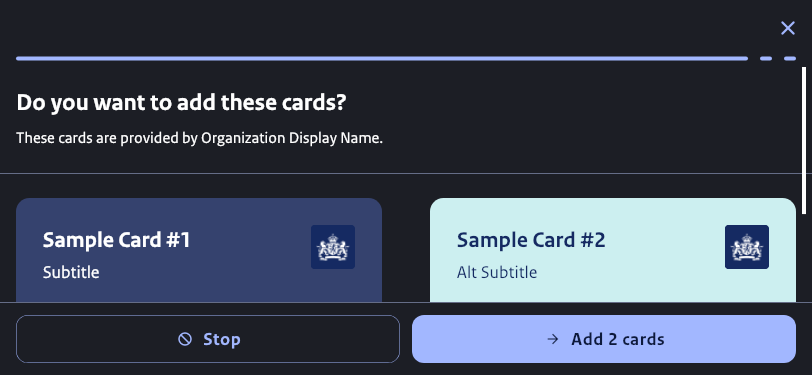 Do you want to add these cards?
These cards are provided by Organization Display Name.
Sample Card #1
Subtitle
Sample Card #2
Alt Subtitle
Stop
Add 2 cards